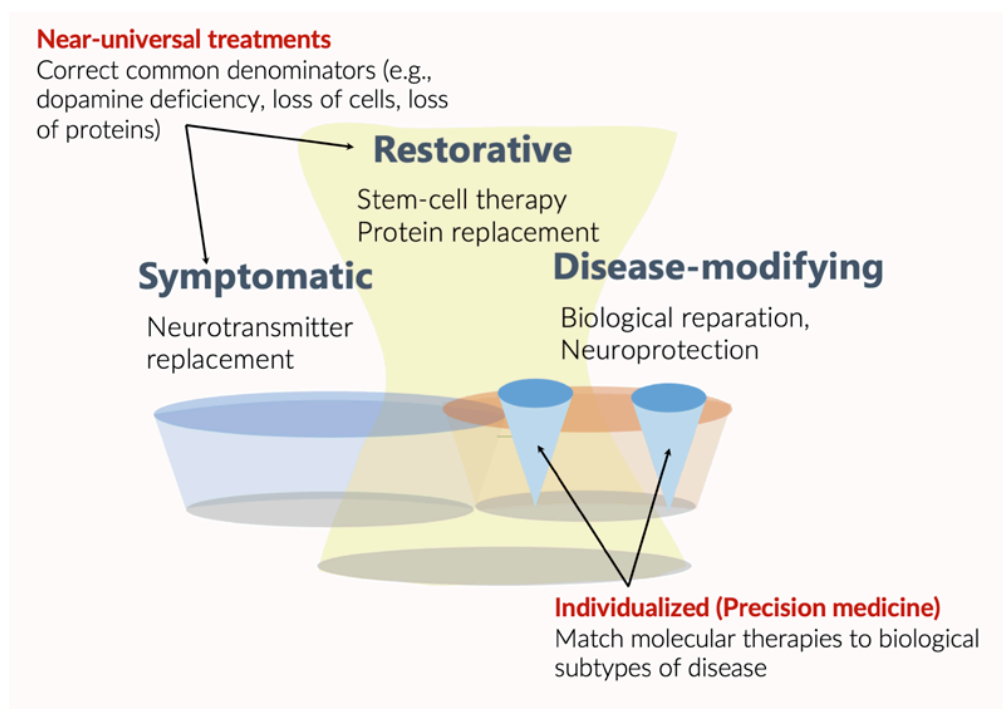 Near-universal treatments
Correct common denominators (e.g.,
dopamine deficiency, loss of cells, loss
of proteins)
Restorative
Stem-cell therapy
Protein replacement
Symptomatic
Neurotransmitter
replacement
Disease-modifying
Biological reparation,
Neuroprotection
Individualized (Precision medicine)
Match molecular therapies to biological
subtypes of disease